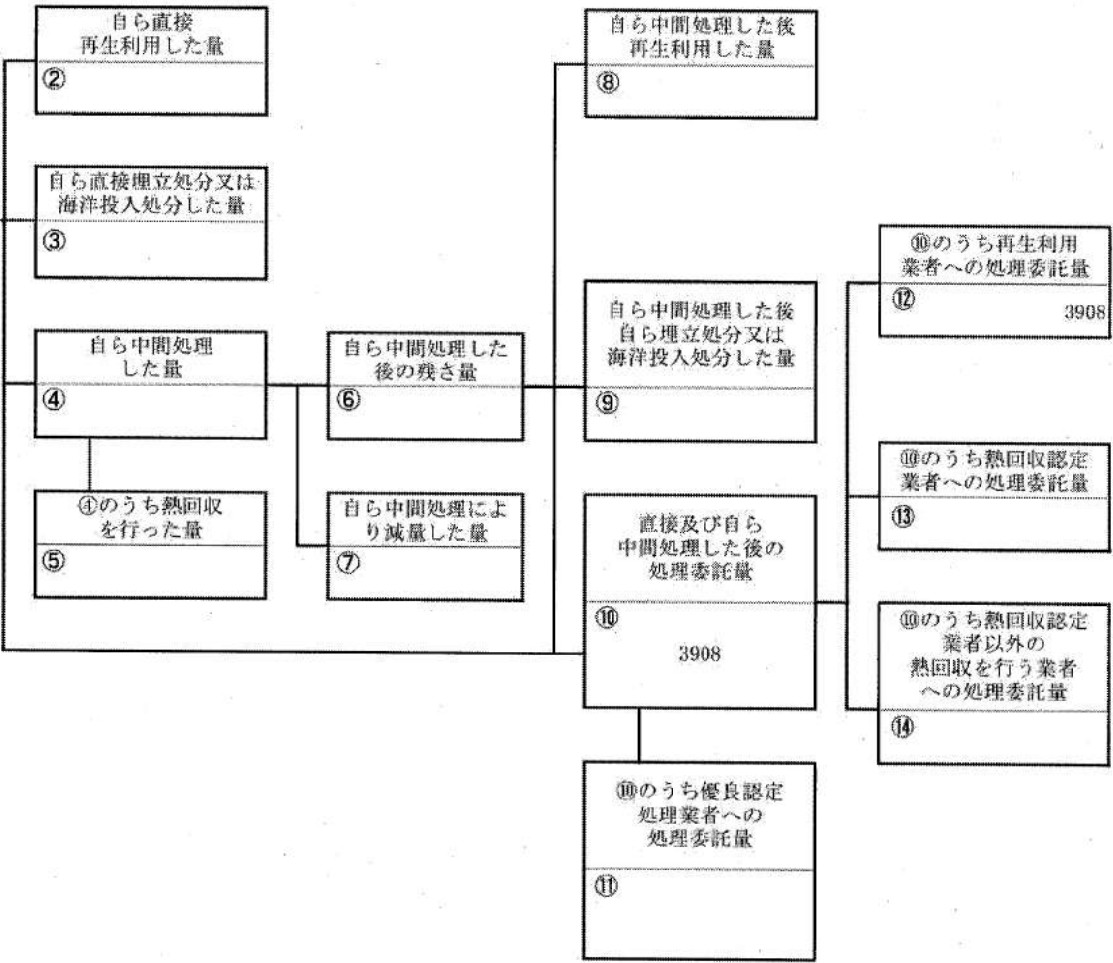 自ら直接
再生利用した量
②
自ら直接埋立処分又は
海洋投入処分した量
③
自ら中間処理
した量
④
④のうち熱回収
を行った量
⑤
自ら中間処理した
後の残さ量
⑥
自ら中間処理によ
り減量した量
⑦
自ら中間処理した後
再生利用した量
⑧
自ら中間処理した後
自ら埋立処分又は
海洋投入処分した量
⑨
直接及び自ら
中間処理した後の
処理委託量
⑩
3908
⑩のうち優良認定
処理業者への
処理委託量
⑪
⑩のうち再生利用
業者への処理委託量
⑫
3908
⑩のうち熱回収認定
業者への処理委託量
⑬
⑩のうち熱回収認定
業者以外の
熱回収を行う業者
への処理委託量
⑭